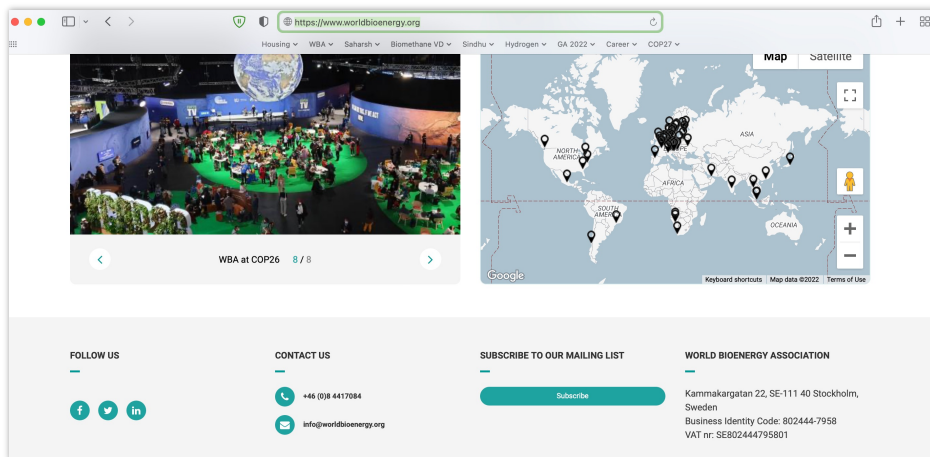 https://www.worldbioenergy.org
Housing WBA Saharsh Biomethane VD Sindhu Hydrogen GA 2022 Career COP27
Map Satellite
TV
ASIA
NORTH AMERICA
EUROPE
AFRICA
SOUTH AMERICA
OCEANIA
WBA at COP26 8 / 8
Google
Keyboard shortcuts Map data ©2022 Terms of Use
FOLLOW US
CONTACT US
SUBSCRIBE TO OUR MAILING LIST
WORLD BIOENERGY ASSOCIATION
+46 (0)8 4417084
info@worldbioenergy.org
Subscribe
Kammakargatan 22, SE-111 40 Stockholm,
Sweden
Business Identity Code: 802444-7958
VAT nr: SE802444795801